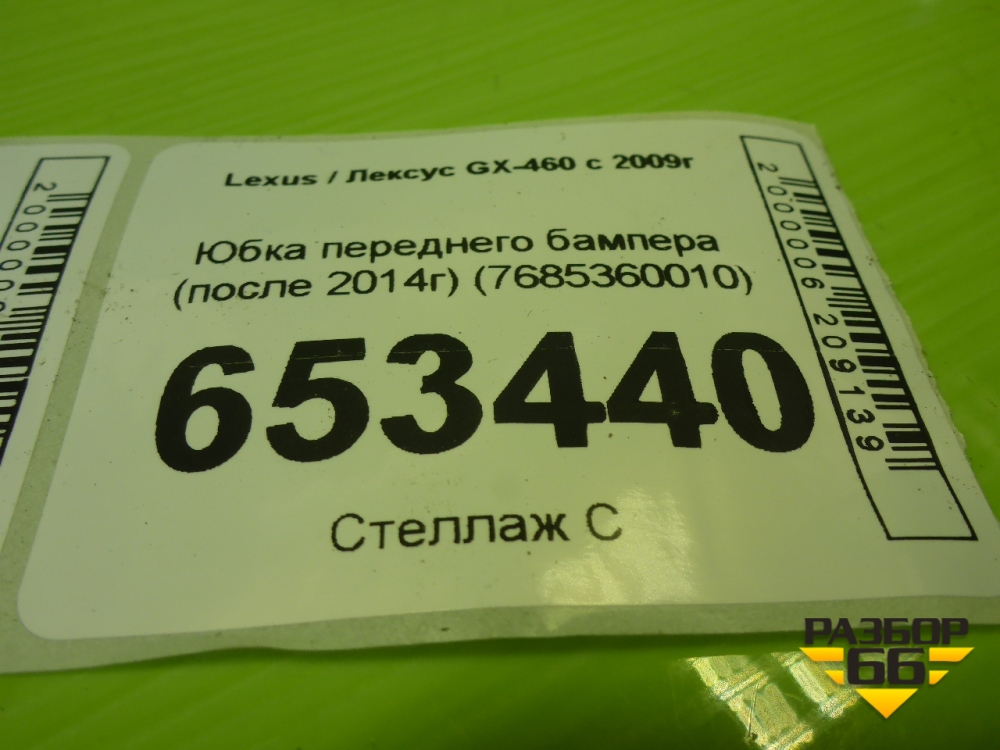 Lexus / Лексус GX-460 с 2009г
Юбка переднего бампера
(после 2014г) (7685360010)
653440
Стеллаж С
2000006209139
РАЗБОР
66